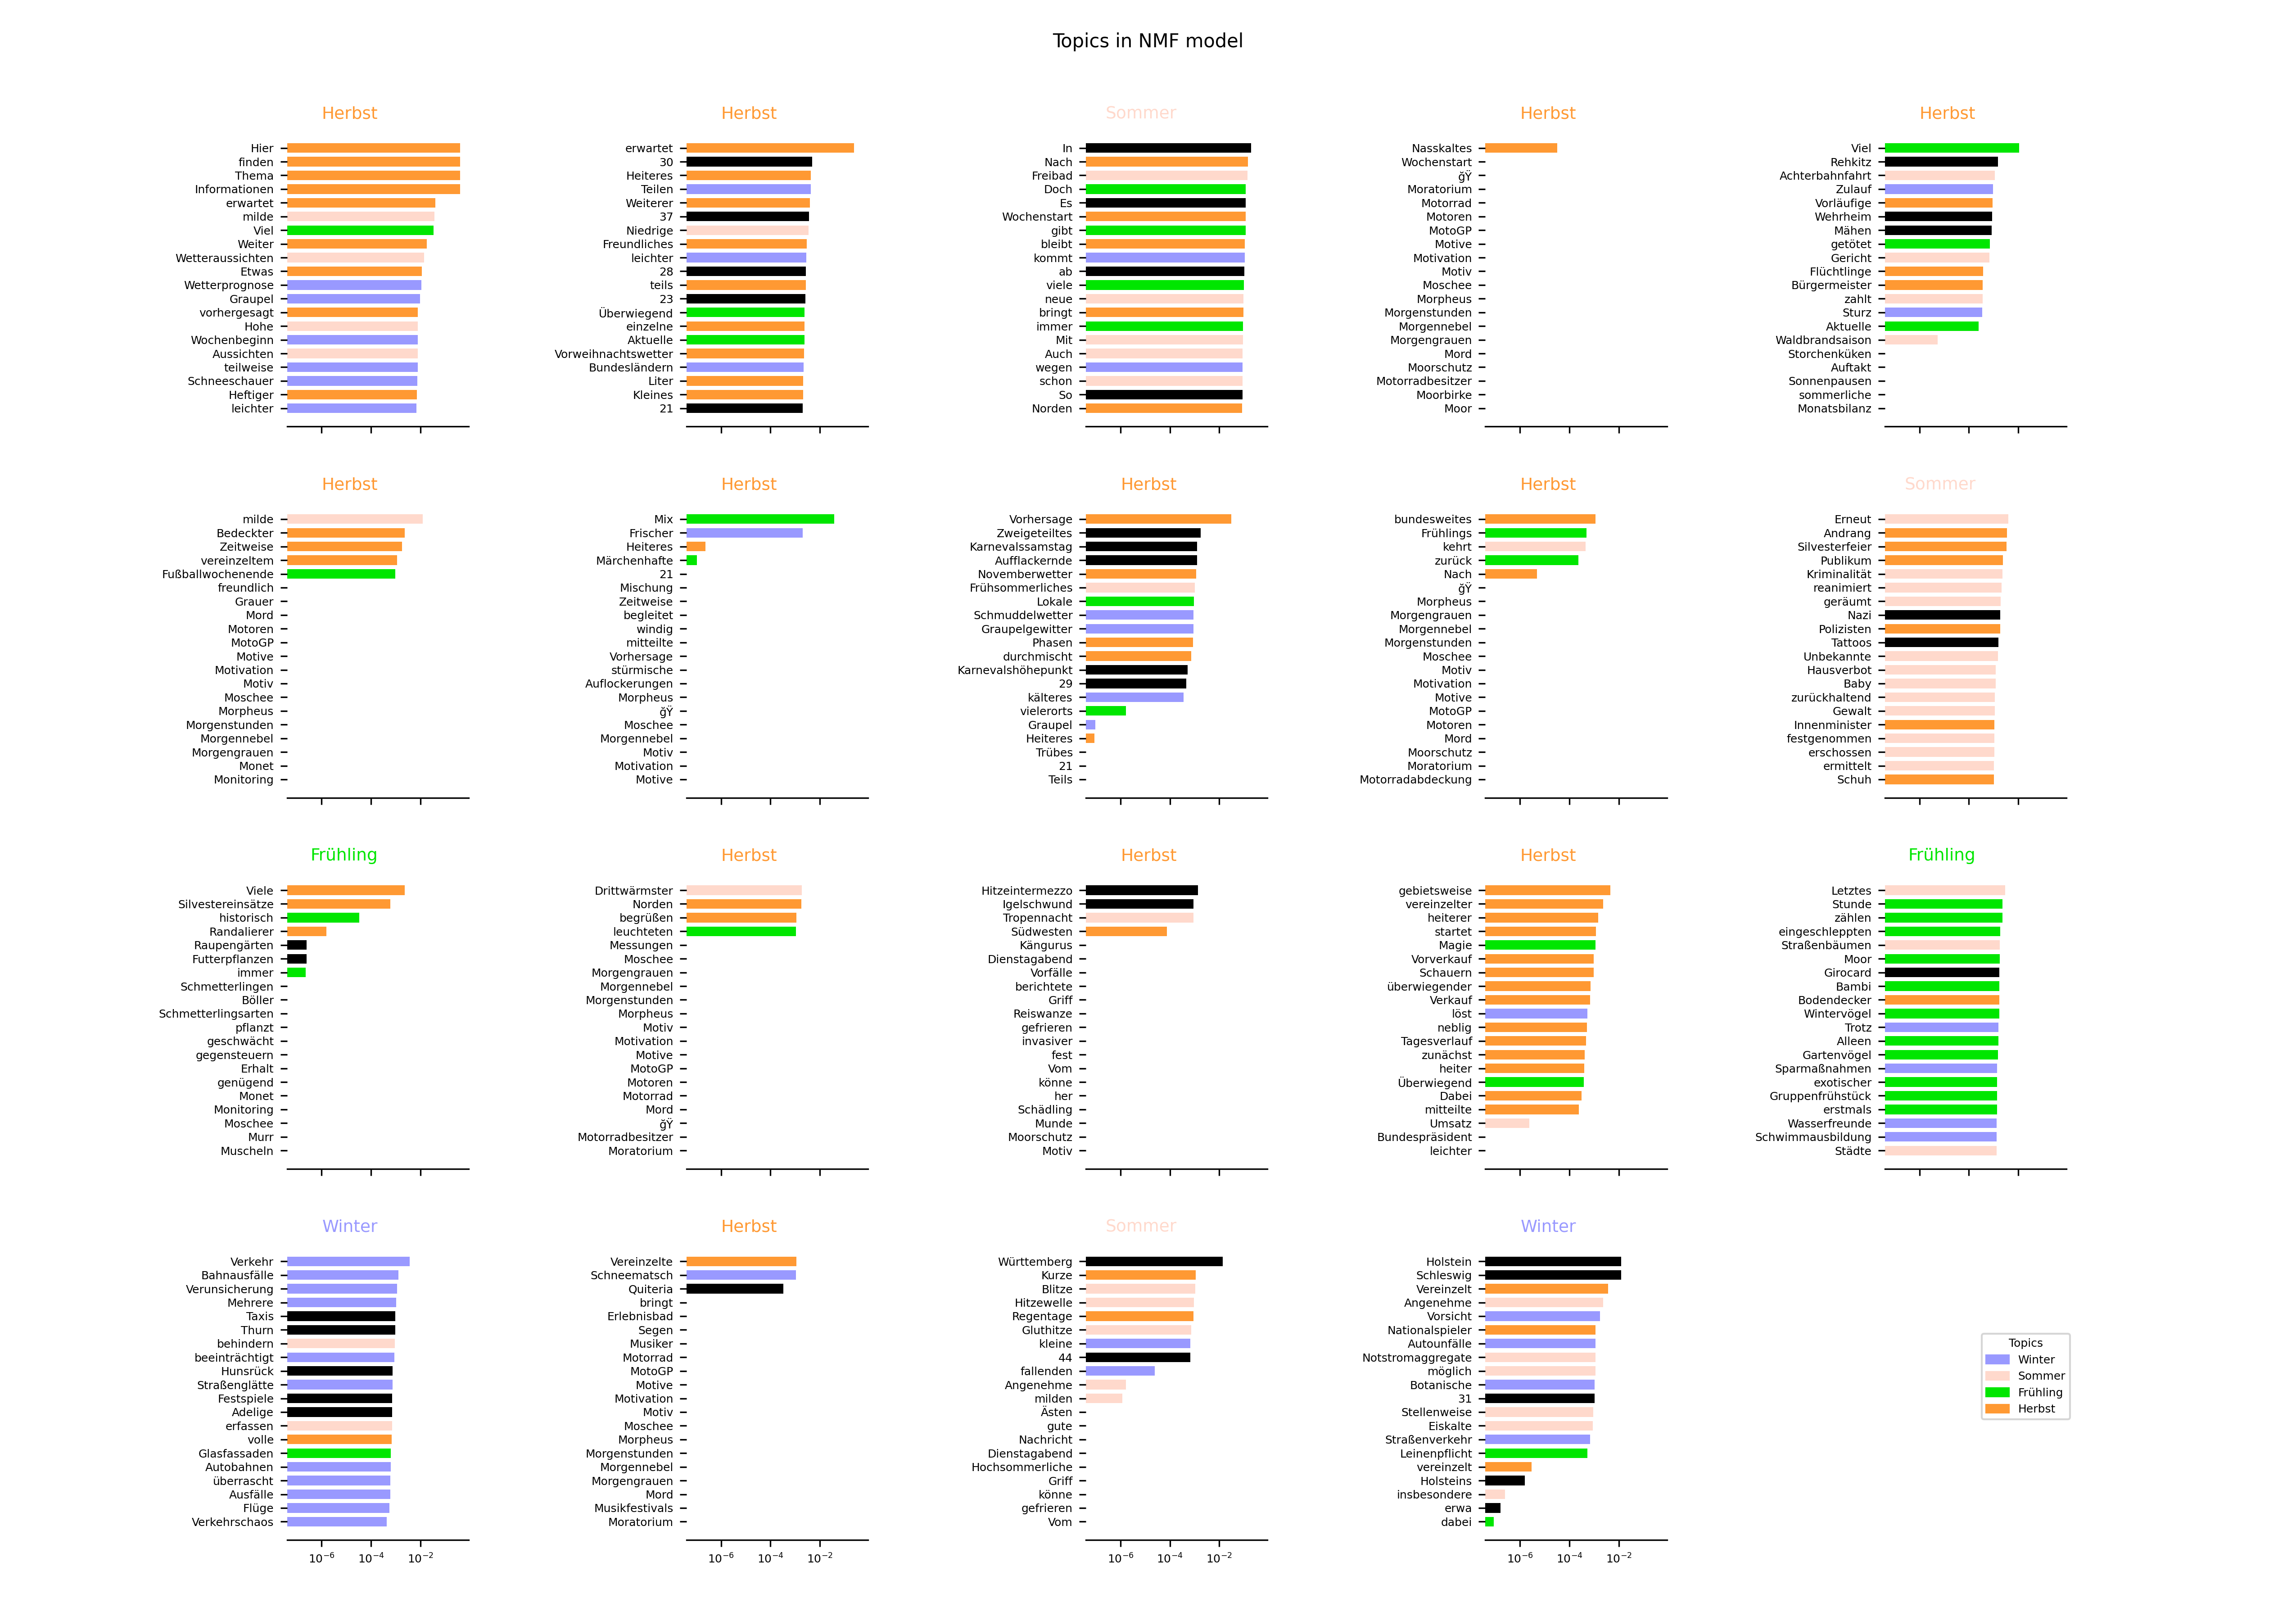 Topics in NMF model
Herbst
Hier
finden
Thema
Informationen
erwartet
milde
Viel
Weiter
Wetteraussichten
Etwas
Wetterprognose
Graupel
vorhergesagt
Hohe
Wochenbeginn
Aussichten
teilweise
Schneeschauer
Heftiger
leichter
Herbst
erwartet
30
Heiteres
Teilen
Weiterer
37
Niedrige
Freundliches
leichter
28
teils
23
Überwiegend
einzelne
Aktuelle
Vorweihnachtswetter
Bundesländern
Liter
Kleines
21
Sommer
In
Nach
Freibad
Doch
Es
Wochenstart
gibt
bleibt
kommt
ab
viele
neue
bringt
immer
Mit
Auch
wegen
schon
So
Norden
Herbst
Nasskaltes
Wochenstart
ğŸ
Moratorium
Motorrad
Motoren
MotoGP
Motive
Motivation
Motiv
Moschee
Morpheus
Morgenstunden
Morgennebel
Morgengrauen
Mord
Moorschutz
Motorradbesitzer
Moorbirke
Moor
Herbst
Viel
Rehkitz
Achterbahnfahrt
Zulauf
Vorläufige
Wehrheim
Mähen
getötet
Gericht
Flüchtlinge
Bürgermeister
zahlt
Sturz
Aktuelle
Waldbrandsaison
Storchenküken
Auftakt
Sonnenpausen
sommerliche
Monatsbilanz
Herbst
milde
Bedeckter
Zeitweise
vereinzeltem
Fußballwochenende
freundlich
Grauer
Mord
Motoren
MotoGP
Motive
Motivation
Motiv
Moschee
Morpheus
Morgenstunden
Morgennebel
Morgengrauen
Monet
Monitoring
Herbst
Mix
Frischer
Heiteres
Märchenhafte
21
Mischung
Zeitweise
begleitet
windig
mitteilte
Vorhersage
stürmische
Auflockerungen
Morpheus
ğŸ
Moschee
Morgennebel
Motiv
Motivation
Motive
Herbst
Vorhersage
Zweigeteiltes
Karnevalssamstag
Aufflackernde
Novemberwetter
Frühsommerliches
Lokale
Schmuddelwetter
Graupelgewitter
Phasen
durchmischt
Karnevalshöhepunkt
29
kälteres
vielerorts
Graupel
Heiteres
Trübes
21
Teils
Herbst
bundesweites
Frühlings
kehrt
zurück
Nach
ğŸ
Morpheus
Morgengrauen
Morgennebel
Morgenstunden
Moschee
Motiv
Motivation
Motive
MotoGP
Motoren
Mord
Moorschutz
Moratorium
Motorradabdeckung
Sommer
Erneut
Andrang
Silvesterfeier
Publikum
Kriminalität
reanimiert
geräumt
Nazi
Polizisten
Tattoos
Unbekannte
Hausverbot
Baby
zurückhaltend
Gewalt
Innenminister
festgenommen
erschossen
ermittelt
Schuh
Frühling
Viele
Silvestereinsätze
historisch
Randalierer
Raupengärten
Futterpflanzen
immer
Schmetterlingen
Böller
Schmetterlingsarten
pflanzt
geschwächt
gegensteuern
Erhalt
genügend
Monet
Monitoring
Moschee
Murr
Muscheln
Herbst
Drittwärmster
Norden
begrüßen
leuchteten
Messungen
Moschee
Morgengrauen
Morgennebel
Morgenstunden
Morpheus
Motiv
Motivation
Motive
MotoGP
Motoren
Motorrad
Mord
ğŸ
Motorradbesitzer
Moratorium
Herbst
Hitzeintermezzo
Igelschwund
Tropennacht
Südwesten
Kängurus
Dienstagabend
Vorfälle
berichtete
Griff
Reiswanze
gefrieren
invasiver
fest
Vom
könne
her
Schädling
Munde
Moorschutz
Motiv
Herbst
gebietsweise
vereinzelter
heiterer
startet
Magie
Vorverkauf
Schauern
überwiegender
Verkauf
löst
neblig
Tagesverlauf
zunächst
heiter
Überwiegend
Dabei
mitteilte
Umsatz
Bundespräsident
leichter
Frühling
Letztes
Stunde
zählen
eingeschleppten
Straßenbäumen
Moor
Girocard
Bambi
Bodendecker
Wintervögel
Trotz
Alleen
Gartenvögel
Sparmaßnahmen
exotischer
Gruppenfrühstück
erstmals
Wasserfreunde
Schwimmausbildung
Städte
Winter
Verkehr
Bahnausfälle
Verunsicherung
Mehrere
Taxis
Thurn
behindern
beeinträchtigt
Hunsrück
Straßenglätte
Festspiele
Adelige
erfassen
volle
Glasfassaden
Autobahnen
überrascht
Ausfälle
Flüge
Verkehrschaos
10⁻⁶ 10⁻⁴ 10⁻²
Herbst
Vereinzelte
Schneematsch
Quiteria
bringt
Erlebnisbad
Segen
Musiker
Motorrad
MotoGP
Motive
Motivation
Motiv
Moschee
Morpheus
Morgenstunden
Morgennebel
Morgengrauen
Mord
Musikfestivals
Moratorium
10⁻⁶ 10⁻⁴ 10⁻²
Sommer
Württemberg
Kurze
Blitze
Hitzewelle
Regentage
Gluthitze
kleine
44
fallenden
Angenehme
milden
Ästen
gute
Nachricht
Dienstagabend
Hochsommerliche
Griff
könne
gefrieren
Vom
10⁻⁶ 10⁻⁴ 10⁻²
Winter
Holstein
Schleswig
Vereinzelt
Angenehme
Vorsicht
Nationalspieler
Autounfälle
Notstromaggregate
möglich
Botanische
31
Stellenweise
Eiskalte
Straßenverkehr
Leinenpflicht
vereinzelt
Holsteins
insbesondere
erwa
dabei
10⁻⁶ 10⁻⁴ 10⁻²
Topics
Winter
Sommer
Frühling
Herbst